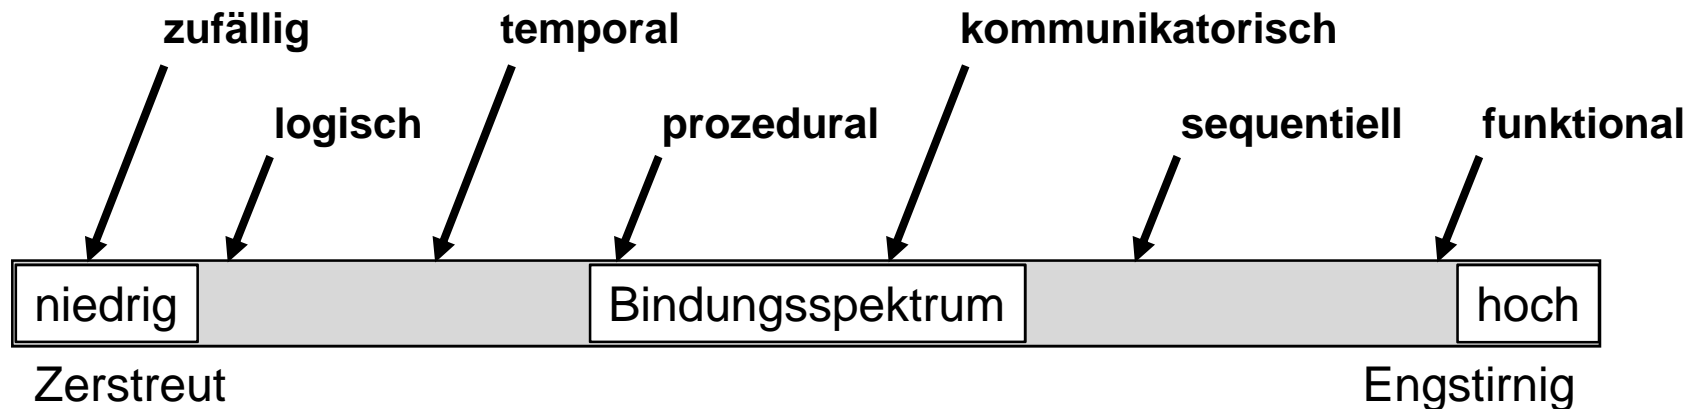 zufällig temporal kommunikatorisch
logisch prozedural sequentiell funktional
niedrig Bindungsspektrum hoch
Zerstreut Engstirnig